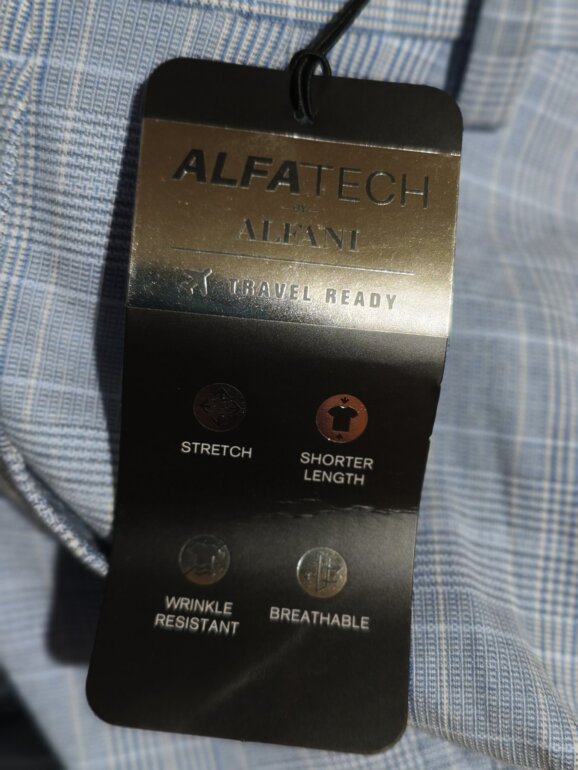 ALFATECH
BY
ALFANI
TRAVEL READY
STRETCH
SHORTER
LENGTH
WRINKLE
RESISTANT
BREATHABLE